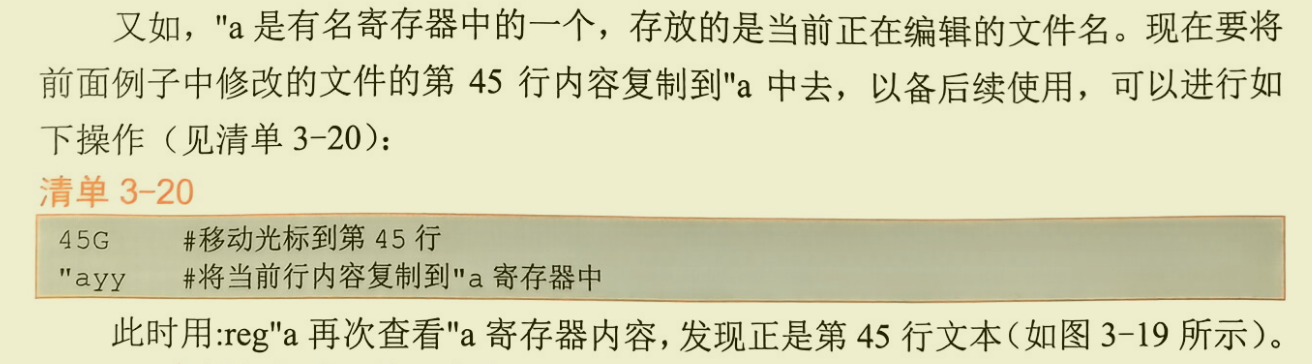 又如，"a 是有名寄存器中的一个，存放的是当前正在编辑的文件名。现在要将
前面例子中修改的文件的第 45 行内容复制到"a 中去，以备后续使用，可以进行如
下操作（见清单 3-20）：
清单 3-20
45G #移动光标到第 45 行
"ayy #将当前行内容复制到"a 寄存器中
此时用:reg"a 再次查看"a 寄存器内容，发现正是第 45 行文本（如图 3-19 所示）。